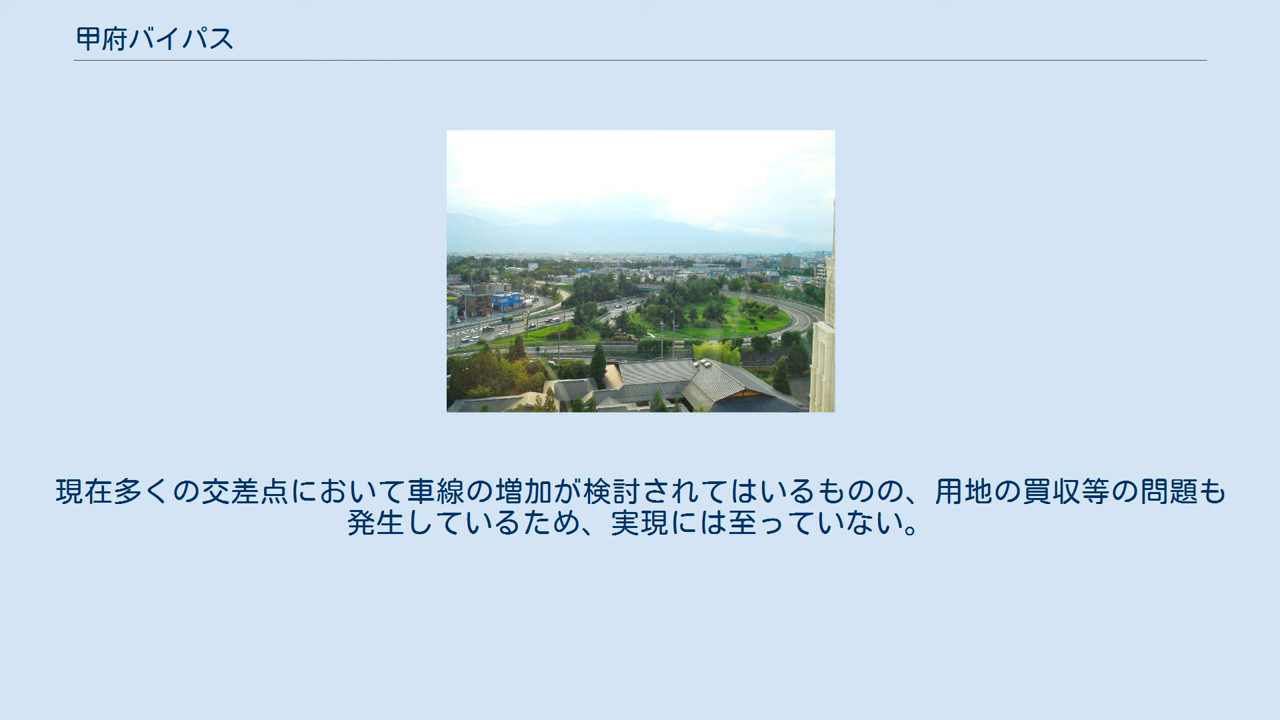 甲府バイパス
現在多くの交差点において車線の増加が検討されてはいるものの、用地の買収等の問題も
発生しているため、実現には至っていない。